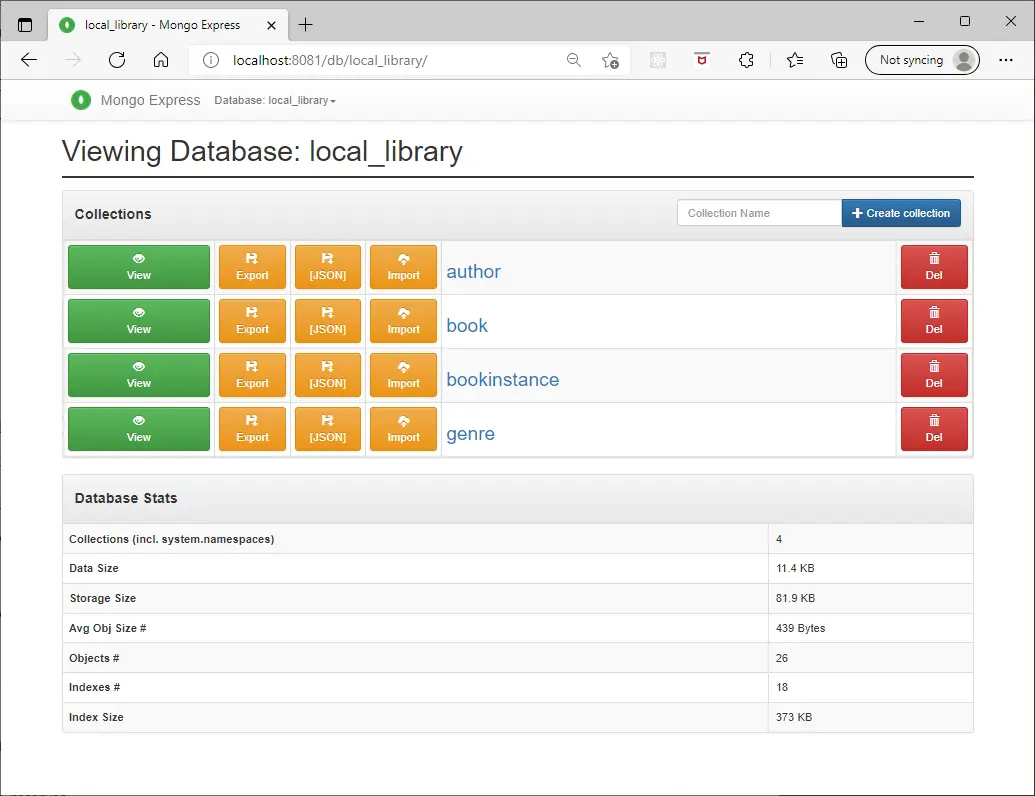 local_library - Mongo Express
localhost:8081/db/local_library/
Not syncing
Mongo Express Database: local_library
Viewing Database: local_library
Collections Collection Name Create collection
View Export [JSON] Import author Del
View Export [JSON] Import book Del
View Export [JSON] Import bookinstance Del
View Export [JSON] Import genre Del
Database Stats
Collections (incl. system.namespaces) 4
Data Size 11.4 KB
Storage Size 81.9 KB
Avg Obj Size # 439 Bytes
Objects # 26
Indexes # 18
Index Size 373 KB